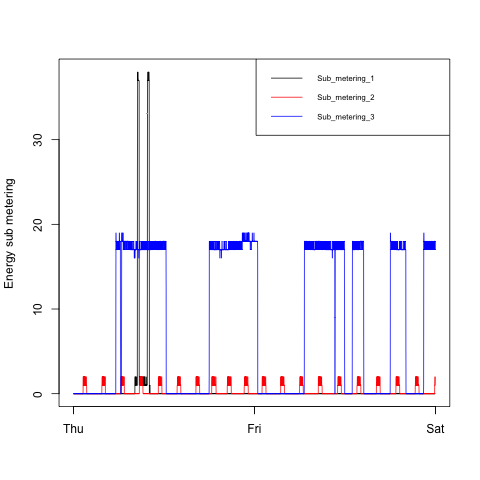 Sub_metering_1
Sub_metering_2
Sub_metering_3
Energy sub metering
30
20
10
0
Thu Fri Sat